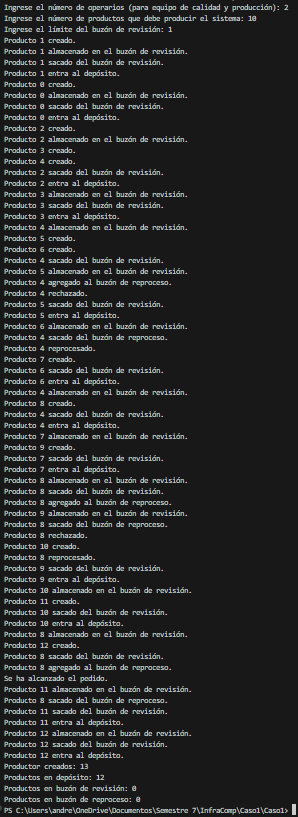 Ingrese el número de operarios (para equipo de calidad y producción): 2
Ingrese el número de productos que debe producir el sistema: 10
Ingrese el límite del buzón de revisión: 1
Producto 1 creado.
Producto 1 almacenado en el buzón de revisión.
Producto 1 sacado del buzón de revisión.
Producto 1 entra al depósito.
Producto 0 creado.
Producto 0 almacenado en el buzón de revisión.
Producto 0 sacado del buzón de revisión.
Producto 0 entra al depósito.
Producto 2 creado.
Producto 2 almacenado en el buzón de revisión.
Producto 3 creado.
Producto 4 creado.
Producto 2 sacado del buzón de revisión.
Producto 2 entra al depósito.
Producto 3 almacenado en el buzón de revisión.
Producto 3 sacado del buzón de revisión.
Producto 3 entra al depósito.
Producto 4 almacenado en el buzón de revisión.
Producto 5 creado.
Producto 6 creado.
Producto 4 sacado del buzón de revisión.
Producto 5 almacenado en el buzón de revisión.
Producto 4 agregado al buzón de reproceso.
Producto 4 rechazado.
Producto 5 sacado del buzón de revisión.
Producto 5 entra al depósito.
Producto 6 almacenado en el buzón de revisión.
Producto 4 sacado del buzón de reproceso.
Producto 4 reprocesado.
Producto 7 creado.
Producto 6 sacado del buzón de revisión.
Producto 6 entra al depósito.
Producto 4 almacenado en el buzón de revisión.
Producto 8 creado.
Producto 4 sacado del buzón de revisión.
Producto 4 entra al depósito.
Producto 7 almacenado en el buzón de revisión.
Producto 9 creado.
Producto 7 sacado del buzón de revisión.
Producto 7 entra al depósito.
Producto 8 almacenado en el buzón de revisión.
Producto 8 sacado del buzón de revisión.
Producto 8 agregado al buzón de reproceso.
Producto 9 almacenado en el buzón de revisión.
Producto 8 sacado del buzón de reproceso.
Producto 8 rechazado.
Producto 10 creado.
Producto 8 reprocesado.
Producto 9 sacado del buzón de revisión.
Producto 9 entra al depósito.
Producto 10 almacenado en el buzón de revisión.
Producto 11 creado.
Producto 10 sacado del buzón de revisión.
Producto 10 entra al depósito.
Producto 8 almacenado en el buzón de revisión.
Producto 12 creado.
Producto 8 sacado del buzón de revisión.
Producto 8 agregado al buzón de reproceso.
Se ha alcanzado el pedido.
Producto 11 almacenado en el buzón de revisión.
Producto 8 sacado del buzón de reproceso.
Producto 11 sacado del buzón de revisión.
Producto 11 entra al depósito.
Producto 12 almacenado en el buzón de revisión.
Producto 12 sacado del buzón de revisión.
Producto 12 entra al depósito.
Productor creados: 13
Productos en depósito: 12
Productos en buzón de revisión: 0
Productos en buzón de reproceso: 0
PS C:\Users\andre\OneDrive\Documentos\Semestre 7\InfraComp\Caso1\Caso1>